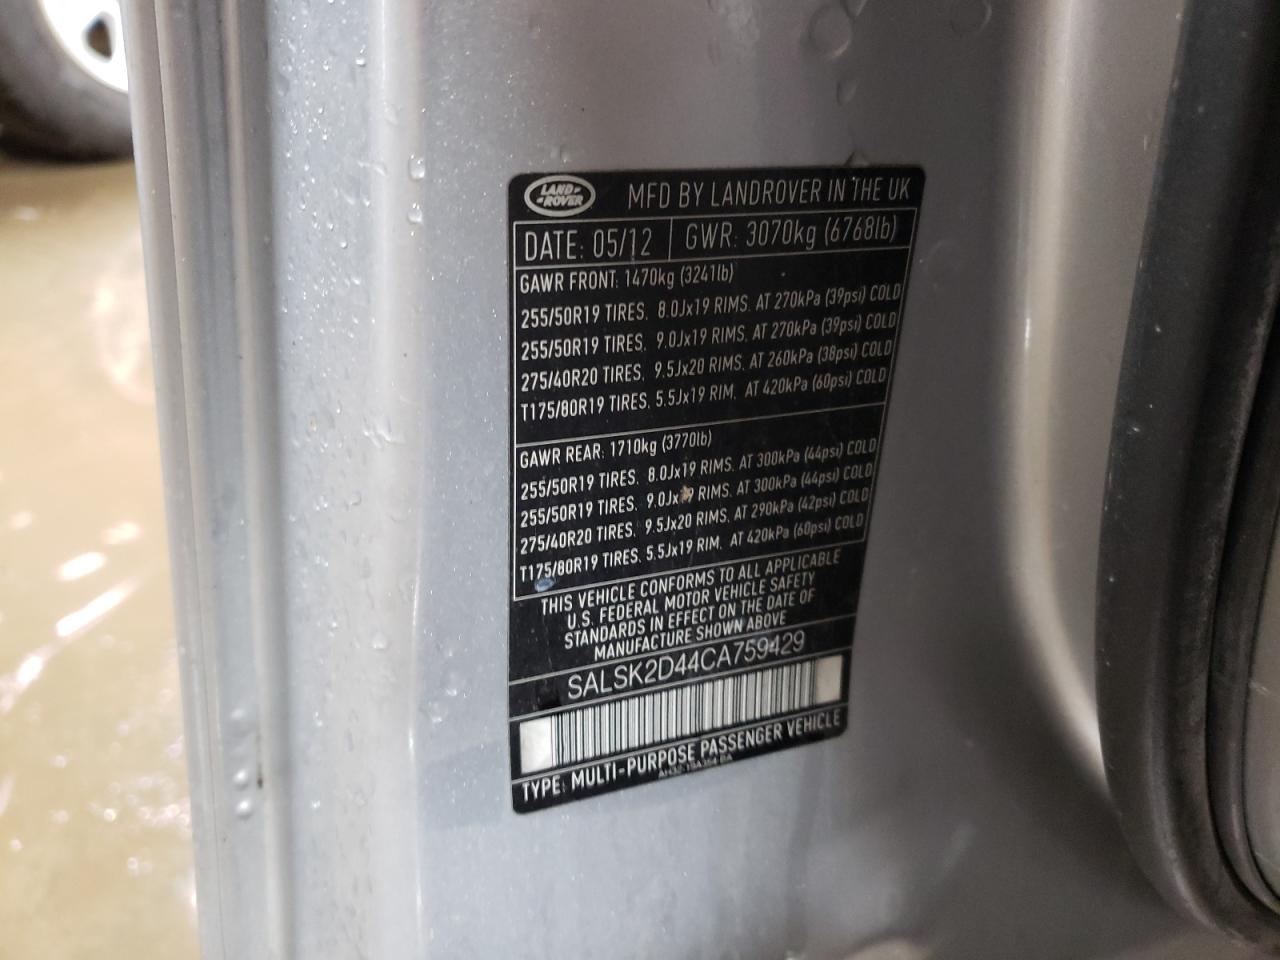 LAND-
-ROVER
MFD BY LANDROVER IN THE UK
DATE: 05/12
GWR: 3070kg (6768lb)
GAWR FRONT: 1470kg (3241lb)
255/50R19 TIRES, 8.0Jx19 RIMS, AT 270kPa (39psi) COLD
255/50R19 TIRES, 9.0Jx19 RIMS, AT 270kPa (39psi) COLD
275/40R20 TIRES, 9.5Jx20 RIMS, AT 260kPa (38psi) COLD
T175/80R19 TIRES, 5.5Jx19 RIM, AT 420kPa (60psi) COLD
GAWR REAR: 1710kg (3770lb)
255/50R19 TIRES, 8.0Jx19 RIMS, AT 300kPa (44psi) COLD
255/50R19 TIRES, 9.0Jx19 RIMS, AT 300kPa (44psi) COLD
275/40R20 TIRES, 9.5Jx20 RIMS, AT 290kPa (42psi) COLD
T175/80R19 TIRES, 5.5Jx19 RIM, AT 420kPa (60psi) COLD
THIS VEHICLE CONFORMS TO ALL APPLICABLE
U.S. FEDERAL MOTOR VEHICLE SAFETY
STANDARDS IN EFFECT ON THE DATE OF
MANUFACTURE SHOWN ABOVE
SALSK2D44CA759429
TYPE: MULTI-PURPOSE PASSENGER VEHICLE